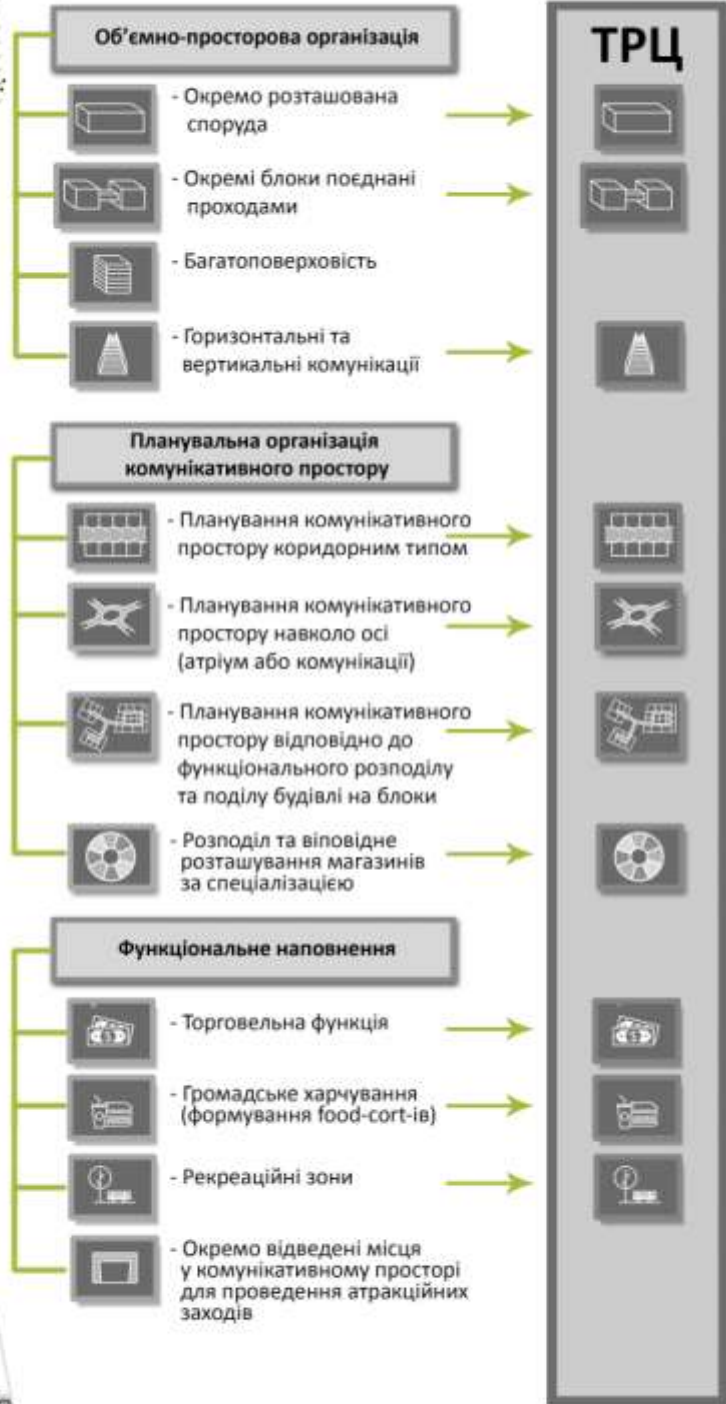 Об'ємно-просторова організація
ТРЦ
- Окремо розташована
споруда
- Окремі блоки поєднані
проходами
- Багатоповерховість
- Горизонтальні та
вертикальні комунікації
Планувальна організація
комунікативного простору
- Планування комунікативного
простору коридорним типом
- Планування комунікативного
простору навколо осі
(атріум або комунікації)
- Планування комунікативного
простору відповідно до
функціонального розподілу
та поділу будівлі на блоки
- Розподіл та віповідне
розташування магазинів
за спеціалізацією
Функціональне наповнення
- Торговельна функція
- Громадське харчування
(формування food-cort-ів)
- Рекреаційні зони
- Окремо відведені місця
у комунікативному просторі
для проведення атракційних
заходів